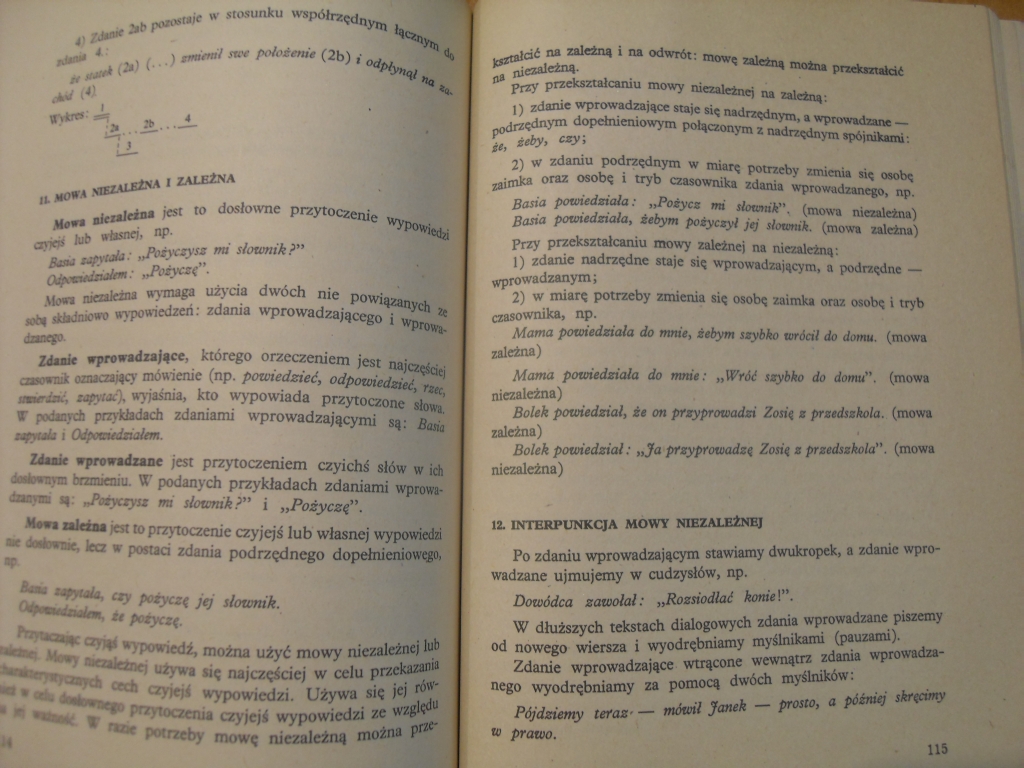 4) Zdanie 2ab pozostaje w stosunku współrzędnym łącznym do
zdania 4.:
że statek (2a) (...) zmienił swe położenie (2b) i odpłynął na za-
chód (4)
Wykres: 1
2a ... 2b ... 4
3
11. MOWA NIEZALEŻNA I ZALEŻNA
Mowa niezależna jest to dosłowne przytoczenie wypowiedzi
czyjejś lub własnej, np.
Basia zapytała: „Pożyczysz mi słownik?”
Odpowiedziałem: „Pożyczę”.
Mowa niezależna wymaga użycia dwóch nie powiązanych ze
sobą składniowo wypowiedzeń: zdania wprowadzającego i wprowa-
dzanego.
Zdanie wprowadzające, którego orzeczeniem jest najczęściej
czasownik oznaczający mówienie (np. powiedzieć, odpowiedzieć, rzec,
stwierdzić, zapytać), wyjaśnia, kto wypowiada przytoczone słowa.
W podanych przykładach zdaniami wprowadzającymi są: Basia
zapytała i Odpowiedziałem.
Zdanie wprowadzane jest przytoczeniem czyichś słów w ich
dosłownym brzmieniu. W podanych przykładach zdaniami wprowa-
dzanymi są: „Pożyczysz mi słownik?” i „Pożyczę”.
Mowa zależna jest to przytoczenie czyjejś lub własnej wypowiedzi
nie dosłownie, lecz w postaci zdania podrzędnego dopełnieniowego,
np.
Basia zapytała, czy pożyczę jej słownik.
Odpowiedziałem, że pożyczę.
Przytaczając czyjąś wypowiedź, można użyć mowy niezależnej lub
zależnej. Mowy niezależnej używa się najczęściej w celu przekazania
charakterystycznych cech czyjejś wypowiedzi. Używa się jej rów-
nież w celu dosłownego przytoczenia czyjejś wypowiedzi ze względu
na jej ważność. W razie potrzeby mowę niezależną można prze-
kształcić na zależną i na odwrót: mowę zależną można przekształcić
na niezależną.
Przy przekształcaniu mowy niezależnej na zależną:
1) zdanie wprowadzające staje się nadrzędnym, a wprowadzane —
podrzędnym dopełnieniowym połączonym z nadrzędnym spójnikami:
że, żeby, czy;
2) w zdaniu podrzędnym w miarę potrzeby zmienia się osobę
zaimka oraz osobę i tryb czasownika zdania wprowadzanego, np.
Basia powiedziała: „Pożycz mi słownik”. (mowa niezależna)
Basia powiedziała, żebym pożyczył jej słownik. (mowa zależna)
Przy przekształcaniu mowy zależnej na niezależną:
1) zdanie nadrzędne staje się wprowadzającym, a podrzędne —
wprowadzanym;
2) w miarę potrzeby zmienia się osobę zaimka oraz osobę i tryb
czasownika, np.
Mama powiedziała do mnie, żebym szybko wrócił do domu. (mowa
zależna)
Mama powiedziała do mnie: „Wróć szybko do domu”. (mowa
niezależna)
Bolek powiedział, że on przyprowadzi Zosię z przedszkola. (mowa
zależna)
Bolek powiedział: „Ja przyprowadzę Zosię z przedszkola”. (mowa
niezależna)
12. INTERPUNKCJA MOWY NIEZALEŻNEJ
Po zdaniu wprowadzającym stawiamy dwukropek, a zdanie wpro-
wadzane ujmujemy w cudzysłów, np.
Dowódca zawołał: „Rozsiodłać konie!”.
W dłuższych tekstach dialogowych zdania wprowadzane piszemy
od nowego wiersza i wyodrębniamy myślnikami (pauzami).
Zdanie wprowadzające wtrącone wewnątrz zdania wprowadza-
nego wyodrębniamy za pomocą dwóch myślników:
Pójdziemy teraz — mówił Janek — prosto, a później skręcimy
w prawo.
115